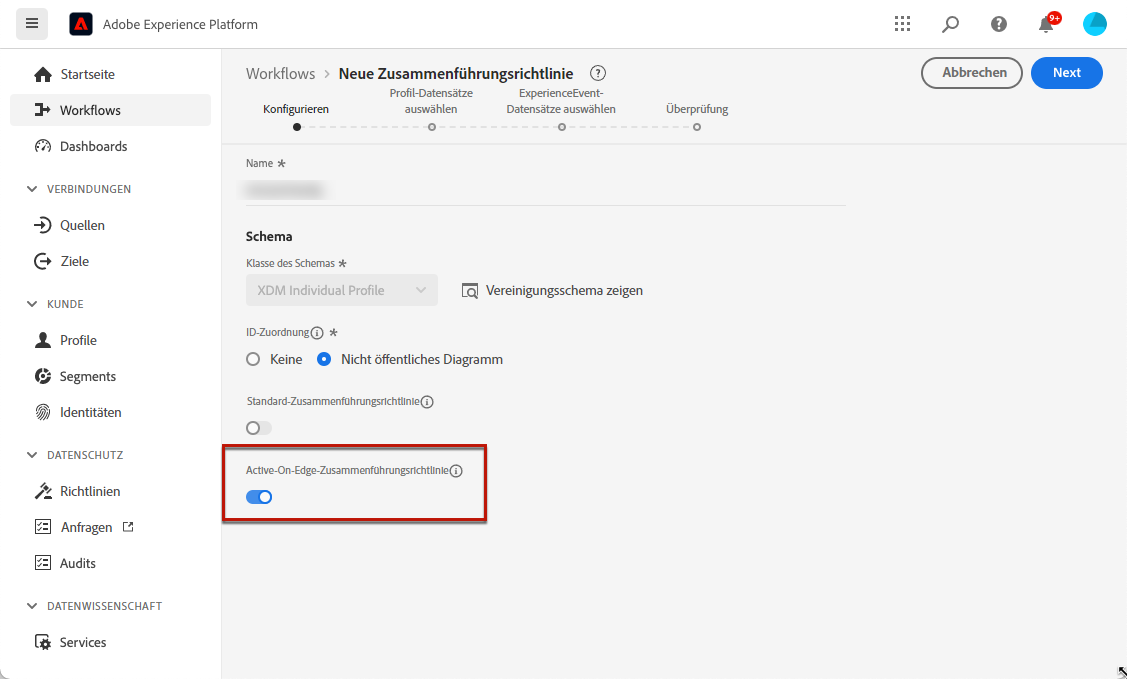 Adobe Experience Platform
9+
Startseite
Workflows
Dashboards
VERBINDUNGEN
Quellen
Ziele
KUNDE
Profile
Segments
Identitäten
DATENSCHUTZ
Richtlinien
Anfragen
Audits
DATENWISSENSCHAFT
Services
Workflows > Neue Zusammenführungsrichtlinie ?
Abbrechen
Next
Konfigurieren
Profil-Datensätze
auswählen
ExperienceEvent-
Datensätze auswählen
Überprüfung
Name *
Schema
Klasse des Schemas *
XDM Individual Profile
Vereinigungsschema zeigen
ID-Zuordnung *
Keine
Nicht öffentliches Diagramm
Standard-Zusammenführungsrichtlinie
Active-On-Edge-Zusammenführungsrichtlinie